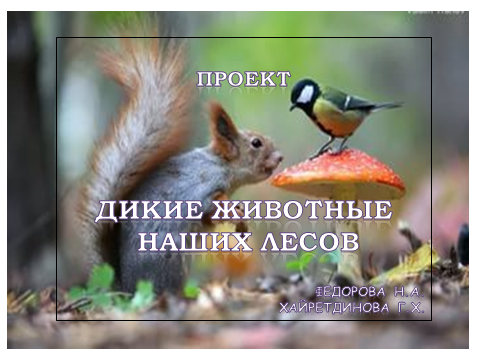 ПРОЕКТ
ДИКИЕ ЖИВОТНЫЕ
НАШИХ ЛЕСОВ
ФЕДОРОВА Н.А.
ХАЙРЕТДИНОВА Г.Х.